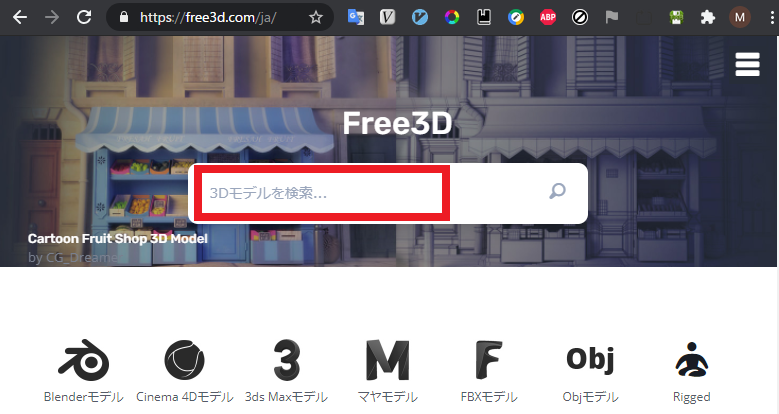 https://free3d.com/ja/
ABP
M
Free3D
3Dモデルを検索...
Cartoon Fruit Shop 3D Model
by CG_Dreame
Blenderモデル
Cinema 4Dモデル
3ds Maxモデル
マヤモデル
FBXモデル
Obj
Objモデル
Rigged